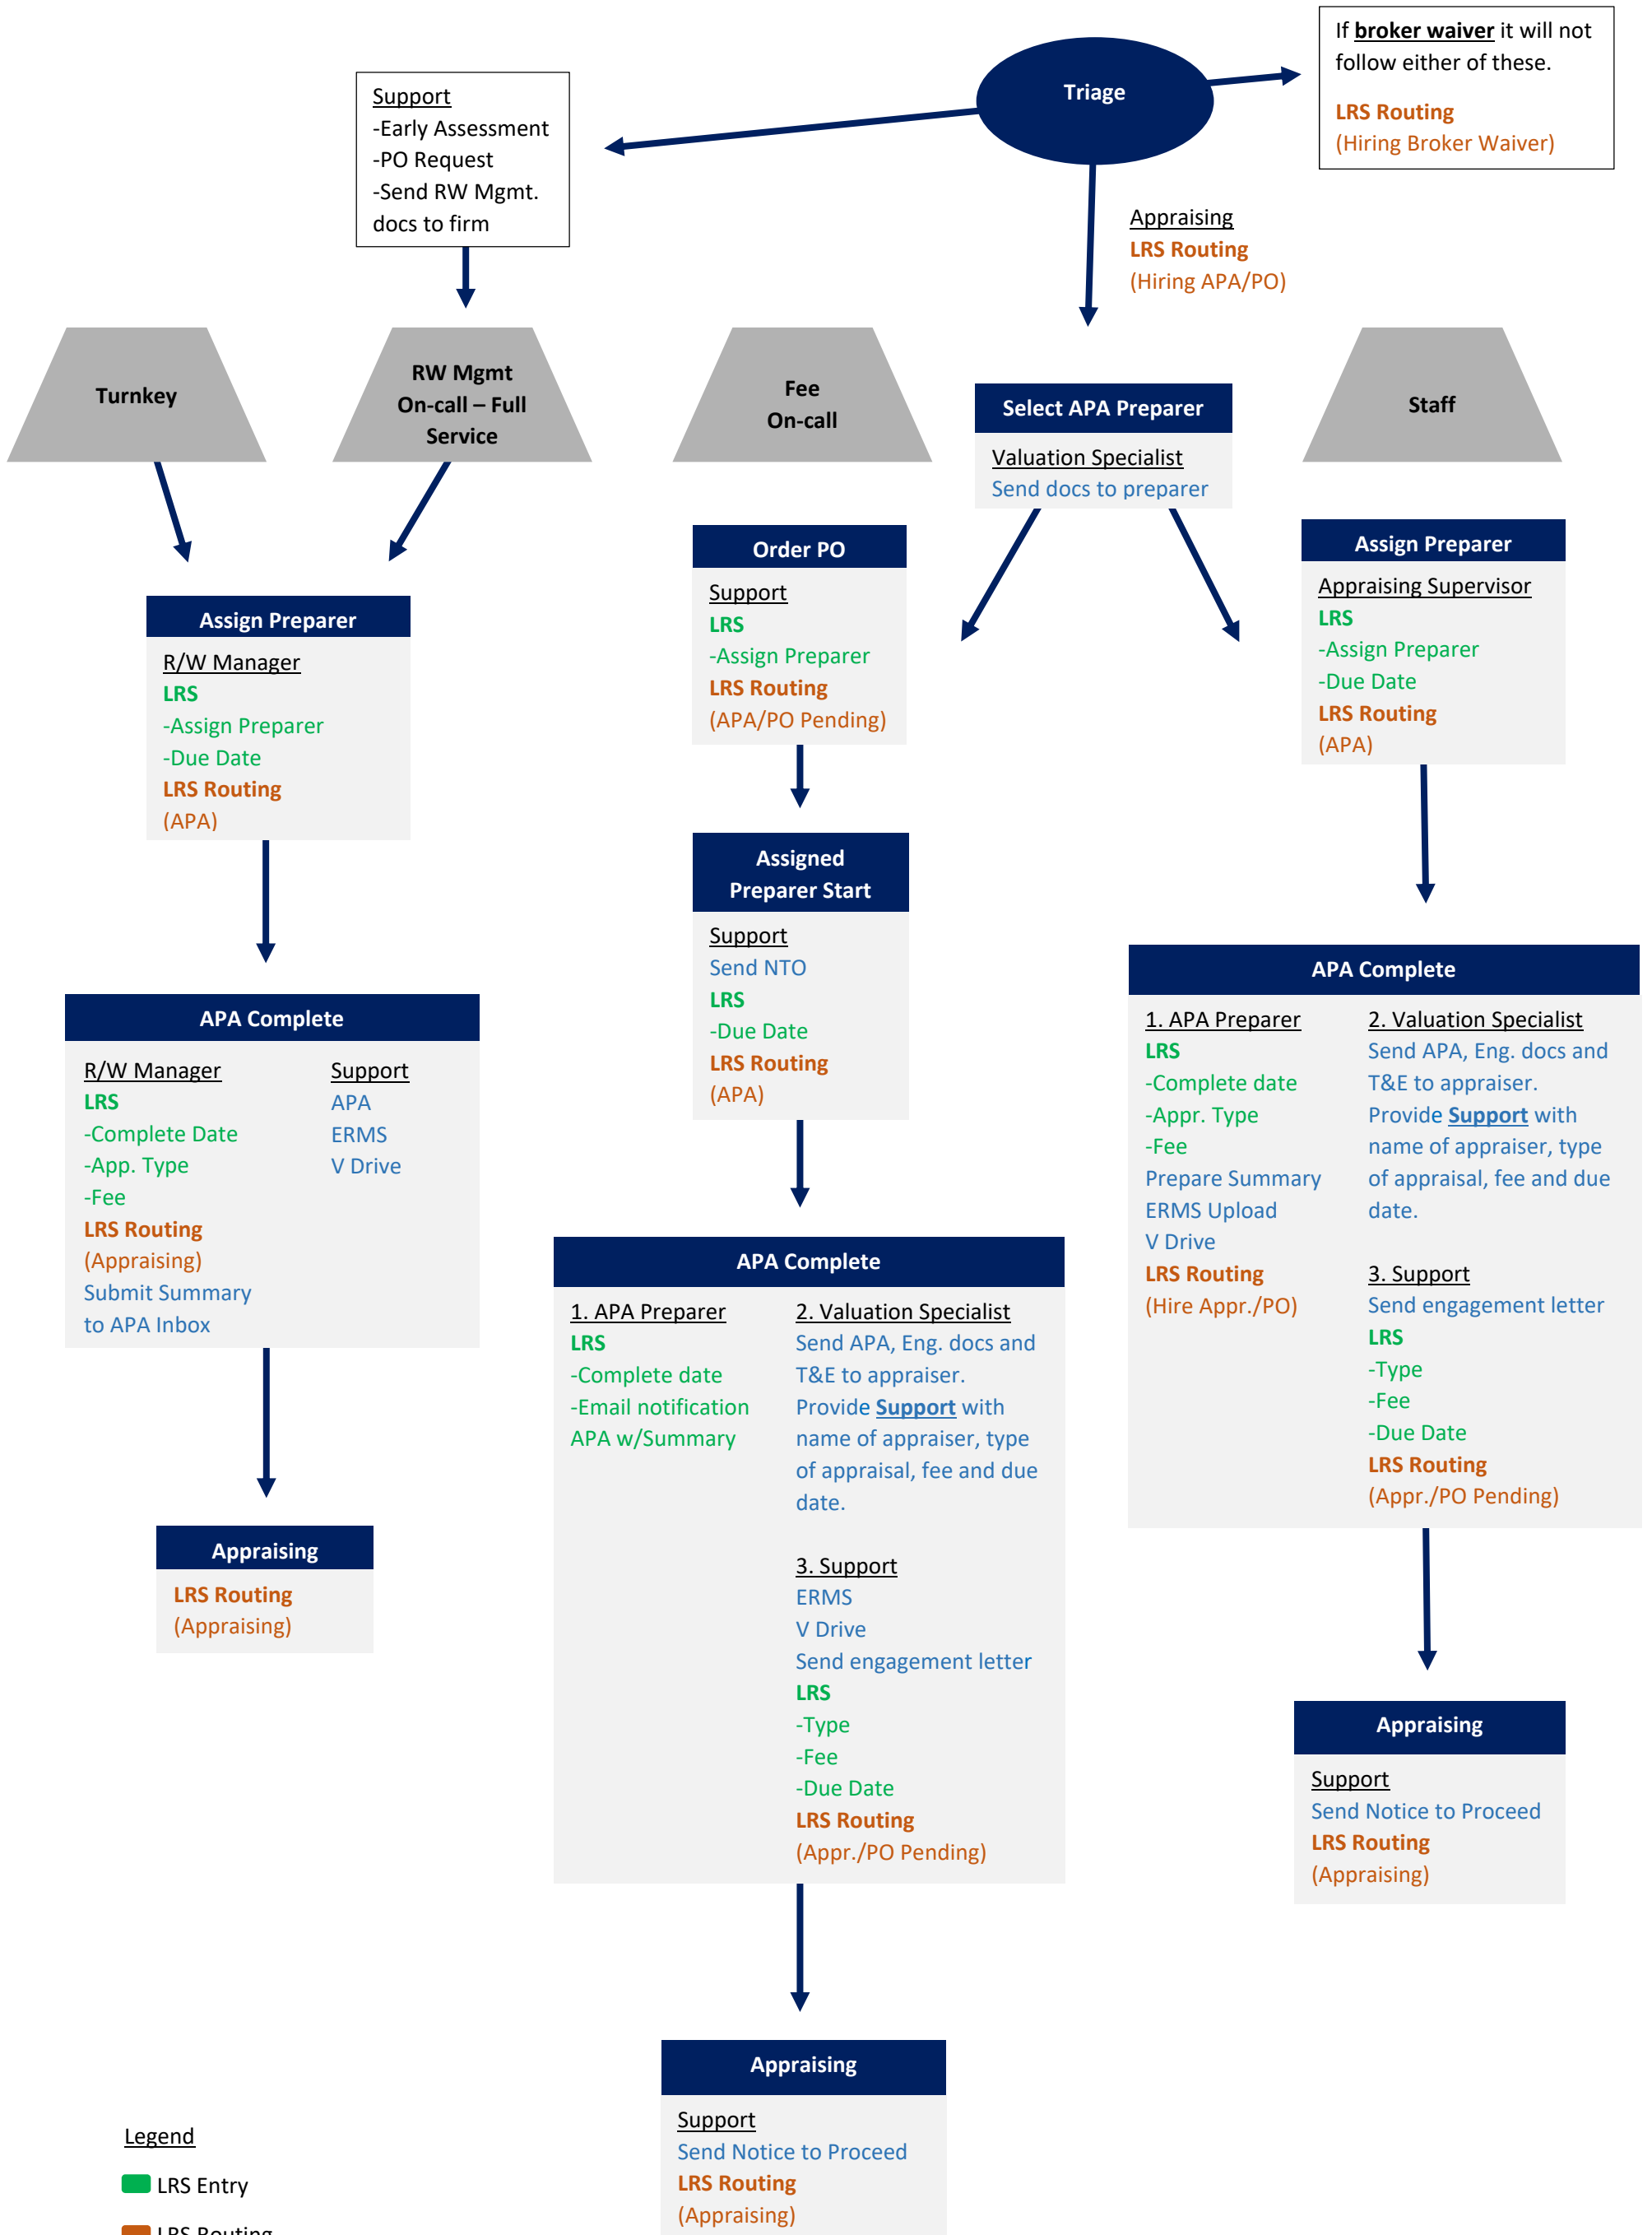 Triage
If broker waiver it will not
follow either of these.
LRS Routing
(Hiring Broker Waiver)
Support
-Early Assessment
-PO Request
-Send RW Mgmt.
docs to firm
Appraising
LRS Routing
(Hiring APA/PO)
Turnkey
RW Mgmt
On-call – Full
Service
Fee
On-call
Select APA Preparer
Valuation Specialist
Send docs to preparer
Staff
Assign Preparer
R/W Manager
LRS
-Assign Preparer
-Due Date
LRS Routing
(APA)
Order PO
Support
LRS
-Assign Preparer
LRS Routing
(APA/PO Pending)
Assign Preparer
Appraising Supervisor
LRS
-Assign Preparer
-Due Date
LRS Routing
(APA)
Assigned
Preparer Start
Support
Send NTO
LRS
-Due Date
LRS Routing
(APA)
APA Complete
R/W Manager
LRS
-Complete Date
-App. Type
-Fee
LRS Routing
(Appraising)
Submit Summary
to APA Inbox
Support
APA
ERMS
V Drive
APA Complete
1. APA Preparer
LRS
-Complete date
-Email notification
APA w/Summary
2. Valuation Specialist
Send APA, Eng. docs and
T&E to appraiser.
Provide Support with
name of appraiser, type
of appraisal, fee and due
date.
3. Support
ERMS
V Drive
Send engagement letter
LRS
-Type
-Fee
-Due Date
LRS Routing
(Appr./PO Pending)
APA Complete
1. APA Preparer
LRS
-Complete date
-Appr. Type
-Fee
Prepare Summary
ERMS Upload
V Drive
LRS Routing
(Hire Appr./PO)
2. Valuation Specialist
Send APA, Eng. docs and
T&E to appraiser.
Provide Support with
name of appraiser, type
of appraisal, fee and due
date.
3. Support
Send engagement letter
LRS
-Type
-Fee
-Due Date
LRS Routing
(Appr./PO Pending)
Appraising
LRS Routing
(Appraising)
Appraising
Support
Send Notice to Proceed
LRS Routing
(Appraising)
Appraising
Support
Send Notice to Proceed
LRS Routing
(Appraising)
Legend
LRS Entry
LRS Routing